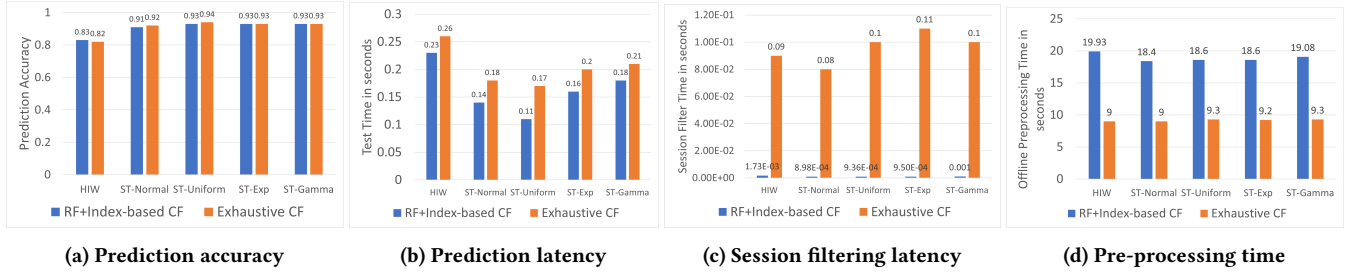 Prediction Accuracy
1
0.8
0.6
0.4
0.2
0
0.83 0.82
0.91 0.92
0.93 0.94
0.93 0.93
0.93 0.93
HIW ST-Normal ST-Uniform ST-Exp ST-Gamma
RF+Index-based CF Exhaustive CF
(a) Prediction accuracy
Test Time in seconds
0.3
0.25
0.2
0.15
0.1
0.05
0
0.23 0.26
0.14 0.18
0.11 0.17
0.16 0.2
0.18 0.21
HIW ST-Normal ST-Uniform ST-Exp ST-Gamma
RF+Index-based CF Exhaustive CF
(b) Prediction latency
Session Filter Time in seconds
1.20E-01
1.00E-01
8.00E-02
6.00E-02
4.00E-02
2.00E-02
0.00E+00
1.73E-03 0.09
8.98E-04 0.08
9.36E-04 0.1
9.50E-04 0.11
0.001 0.1
HIW ST-Normal ST-Uniform ST-Exp ST-Gamma
RF+Index-based CF Exhaustive CF
(c) Session filtering latency
Offline Preprocessing Time in
seconds
25
20
15
10
5
0
19.93 9
18.4 9
18.6 9.3
18.6 9.2
19.08 9.3
HIW ST-Normal ST-Uniform ST-Exp ST-Gamma
RF+Index-based CF Exhaustive CF
(d) Pre-processing time